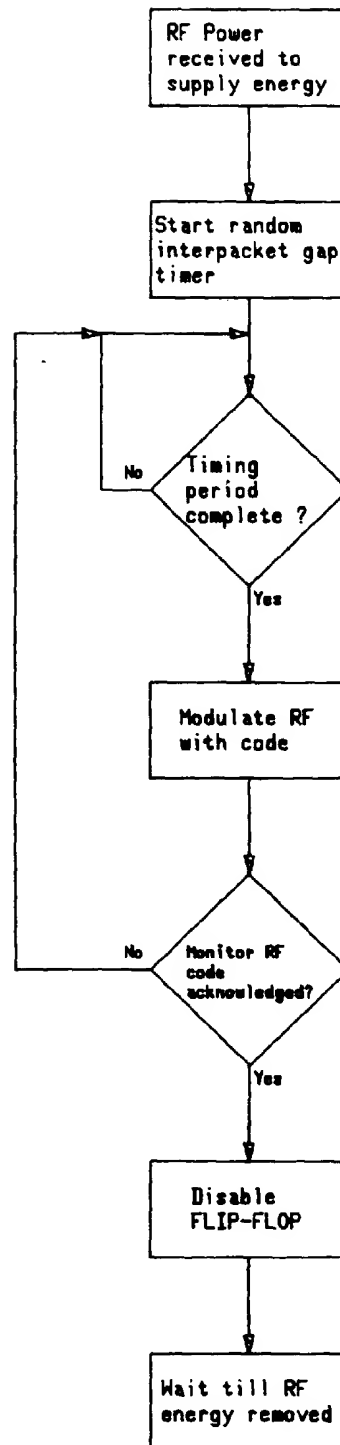 RF Power
received to
supply energy
Start random
interpacket gap
timer
No
Timing
period
complete ?
Yes
Modulate RF
with code
No
Monitor RF
code
acknowledged?
Yes
Disable
FLIP-FLOP
Wait till RF
energy removed